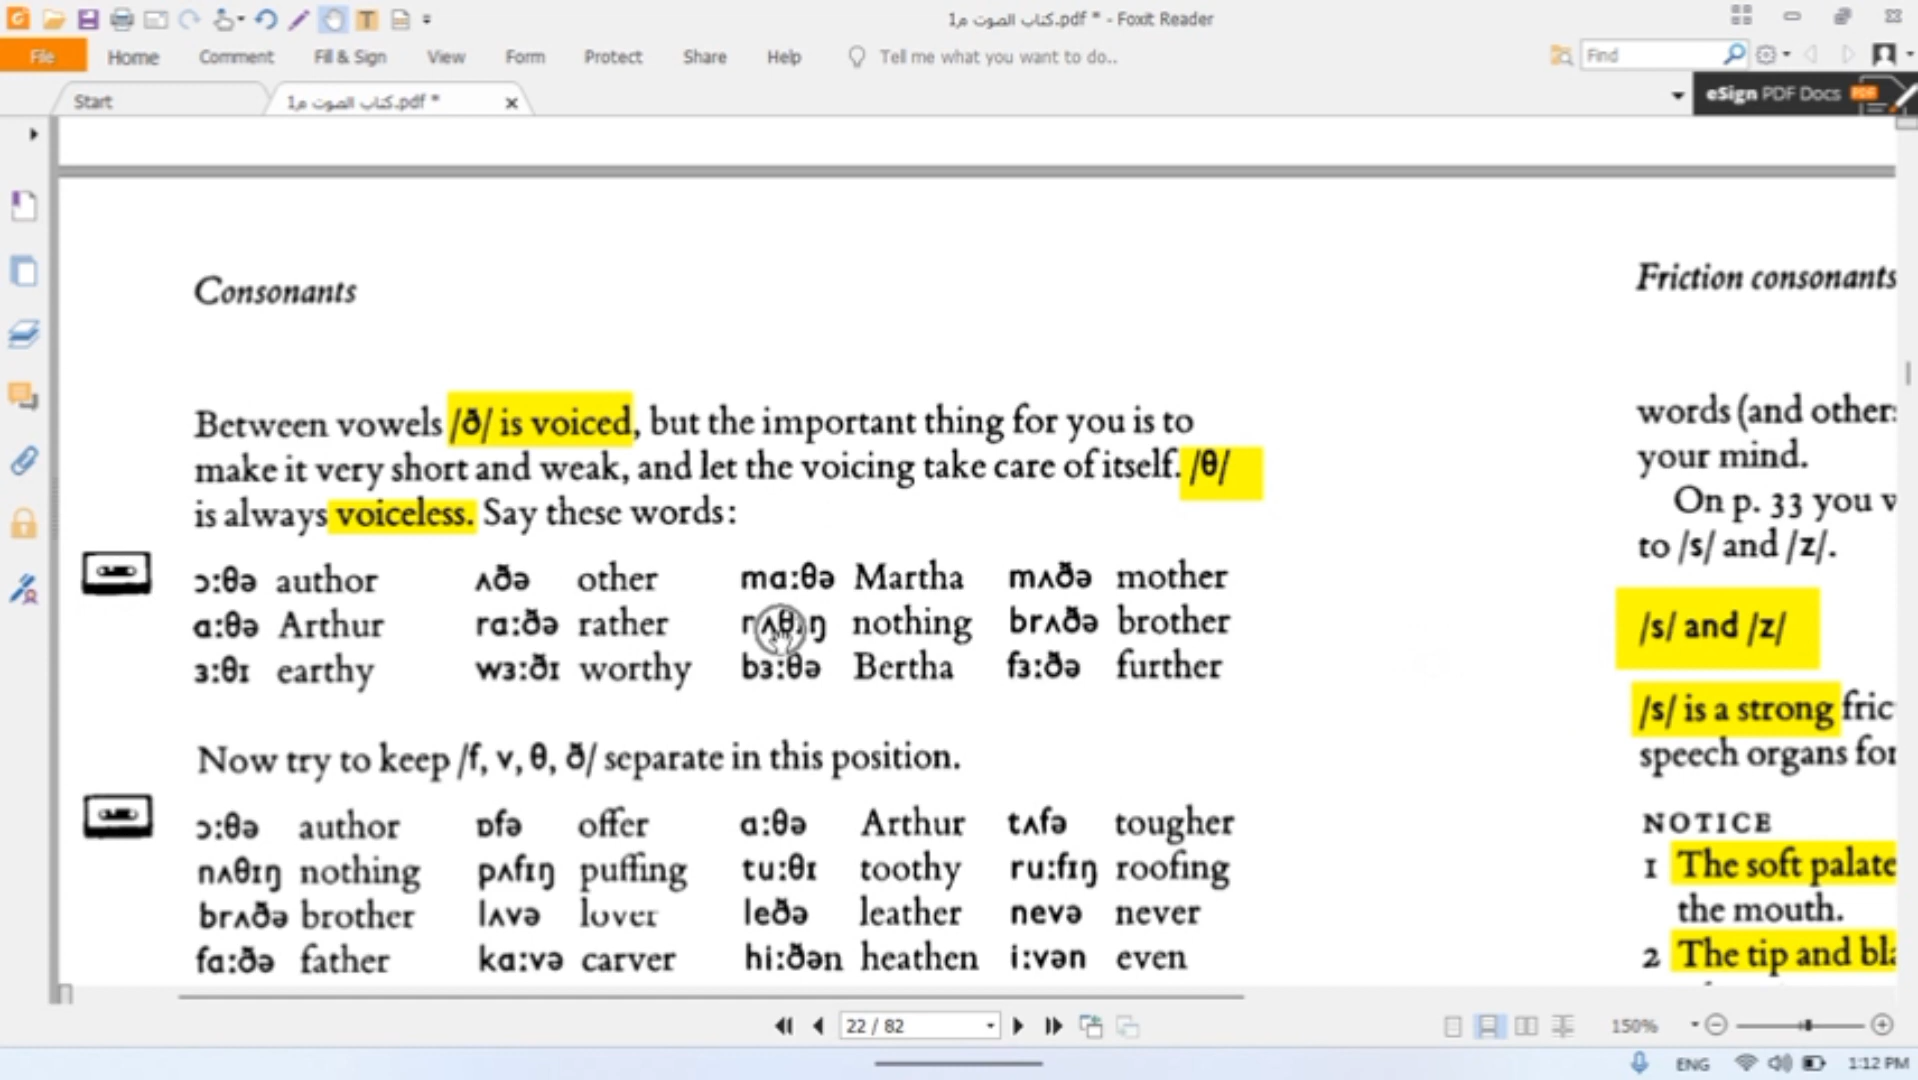 كتاب الصوت م1.pdf * - Foxit Reader
File Home Comment Fill & Sign View Form Protect Share Help Tell me what you want to do.. Find
Start كتاب الصوت م1.pdf * eSign PDF Docs
Consonants
Between vowels /ð/ is voiced, but the important thing for you is to
make it very short and weak, and let the voicing take care of itself. /θ/
is always voiceless. Say these words:
ɔ:θə author ʌðə other mɑ:θə Martha mʌðə mother
ɑ:θə Arthur rɑ:ðə rather nothing brʌðə brother
ɜ:θɪ earthy wɜ:ðɪ worthy bɜ:θə Bertha fɜ:ðə further
Now try to keep /f, v, θ, ð/ separate in this position.
ɔ:θə author ɒfə offer ɑ:θə Arthur tʌfə tougher
nʌθɪŋ nothing pʌfɪŋ puffing tu:θɪ toothy ru:fɪŋ roofing
brʌðə brother lʌvə lover leðə leather nevə never
fɑ:ðə father kɑ:və carver hi:ðən heathen i:vən even
Friction consonants
words (and other
your mind.
On p. 33 you
to /s/ and /z/.
/s/ and /z/
/s/ is a strong fric
speech organs for
NOTICE
1 The soft palate
the mouth.
2 The tip and bla
22 / 82 150%
ENG 1:12 PM